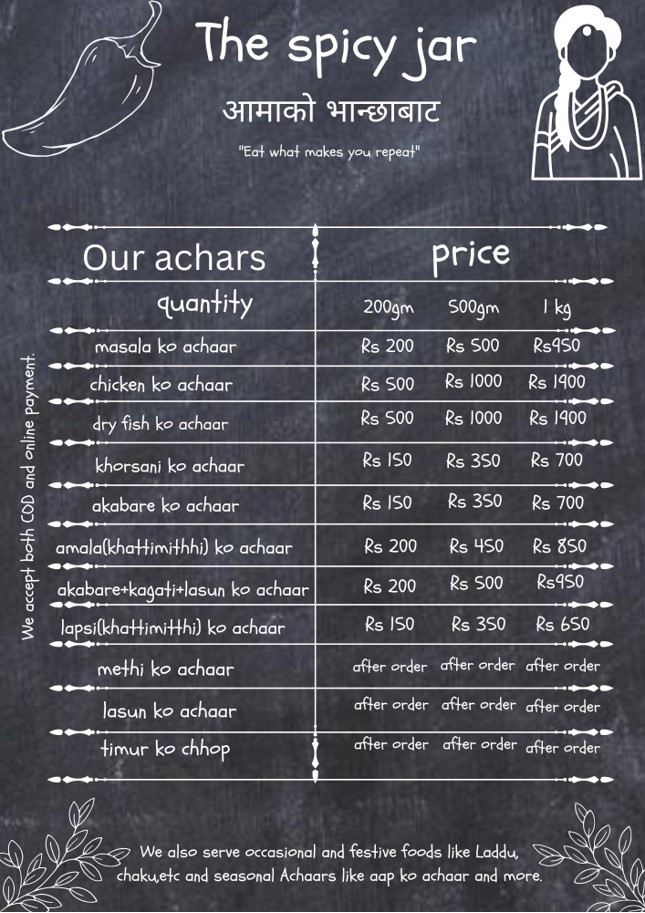 The spicy jar
आमाको भान्छाबाट
"Eat what makes you repeat"
Our achars price
quantity 200gm 500gm 1 kg
masala ko achaar Rs 200 Rs 500 Rs950
chicken ko achaar Rs 500 Rs 1000 Rs 1900
dry fish ko achaar Rs 500 Rs 1000 Rs 1900
khorsani ko achaar Rs 150 Rs 350 Rs 700
akabare ko achaar Rs 150 Rs 350 Rs 700
amala(khattimithhi) ko achaar Rs 200 Rs 450 Rs 850
akabare+kagati+lasun ko achaar Rs 200 Rs 500 Rs950
lapsi(khattimitthi) ko achaar Rs 150 Rs 350 Rs 650
methi ko achaar after order after order after order
lasun ko achaar after order after order after order
timur ko chhop after order after order after order
We accept both COD and online payment.
We also serve occasional and festive foods like Laddu,
chaku,etc and seasonal Achaars like aap ko achaar and more.